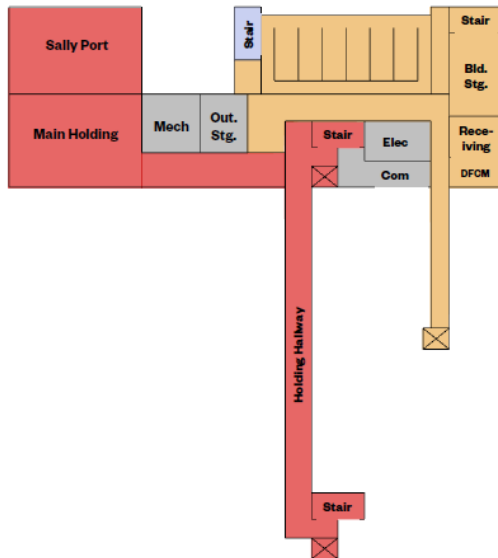 Stair
Stair
Sally Port
Bld.
Stg.
Main Holding
Mech
Out.
Stg.
Stair
Elec
Rece-
iving
Com
DFCM
Holding Hallway
Stair